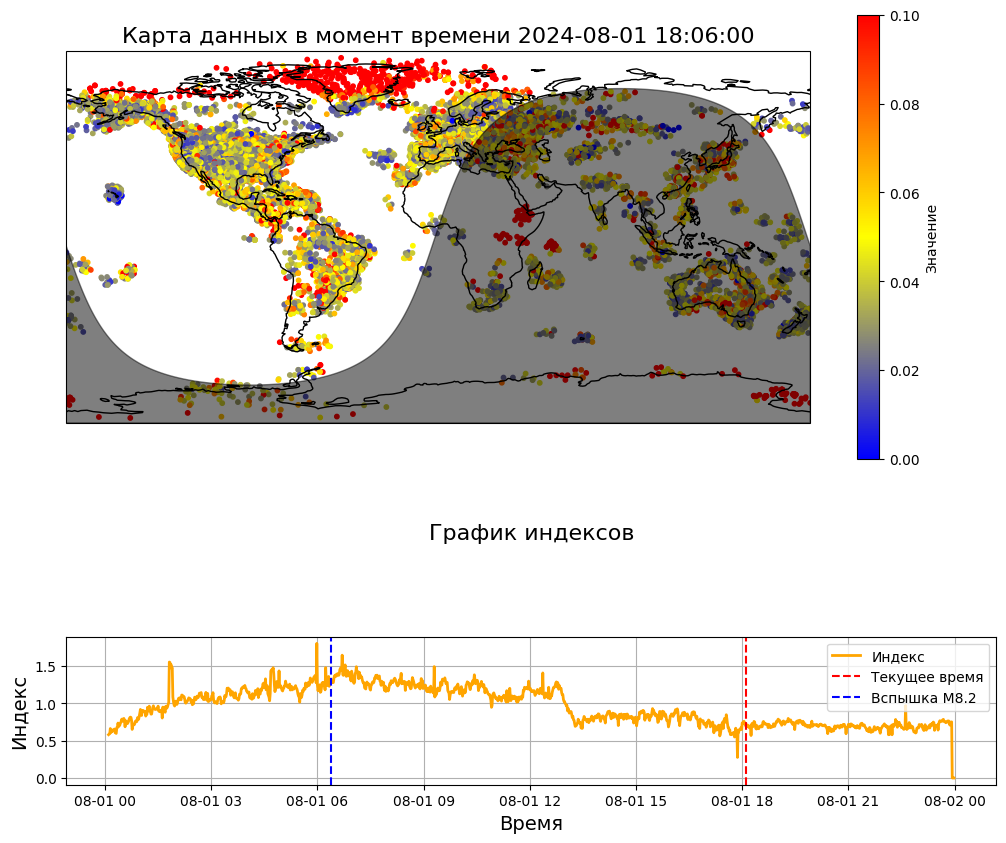 Карта данных в момент времени 2024-08-01 18:06:00
0.10
0.08
0.06
0.04
0.02
0.00
Значение
График индексов
Индекс
1.5
1.0
0.5
0.0
Индекс
Текущее время
Вспышка M8.2
08-01 00
08-01 03
08-01 06
08-01 09
08-01 12
08-01 15
08-01 18
08-01 21
08-02 00
Время